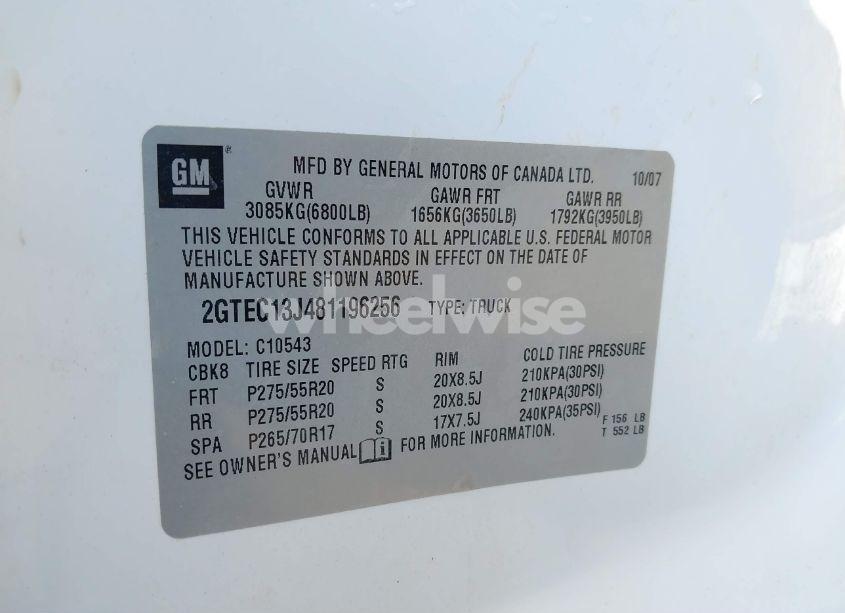 GM
MFD BY GENERAL MOTORS OF CANADA LTD. 10/07
GVWR GAWR FRT GAWR RR
3085KG(6800LB) 1656KG(3650LB) 1792KG(3950LB)
THIS VEHICLE CONFORMS TO ALL APPLICABLE U.S. FEDERAL MOTOR
VEHICLE SAFETY STANDARDS IN EFFECT ON THE DATE OF
MANUFACTURE SHOWN ABOVE.
2GTEC13J481196256 TYPE: TRUCK
wheelwise
MODEL: C10543
CBK8 TIRE SIZE SPEED RTG RIM COLD TIRE PRESSURE
FRT P275/55R20 S 20X8.5J 210KPA(30PSI)
RR P275/55R20 S 20X8.5J 210KPA(30PSI)
SPA P265/70R17 S 17X7.5J 240KPA(35PSI) F 156 LB
SEE OWNER'S MANUAL i FOR MORE INFORMATION. T 552 LB